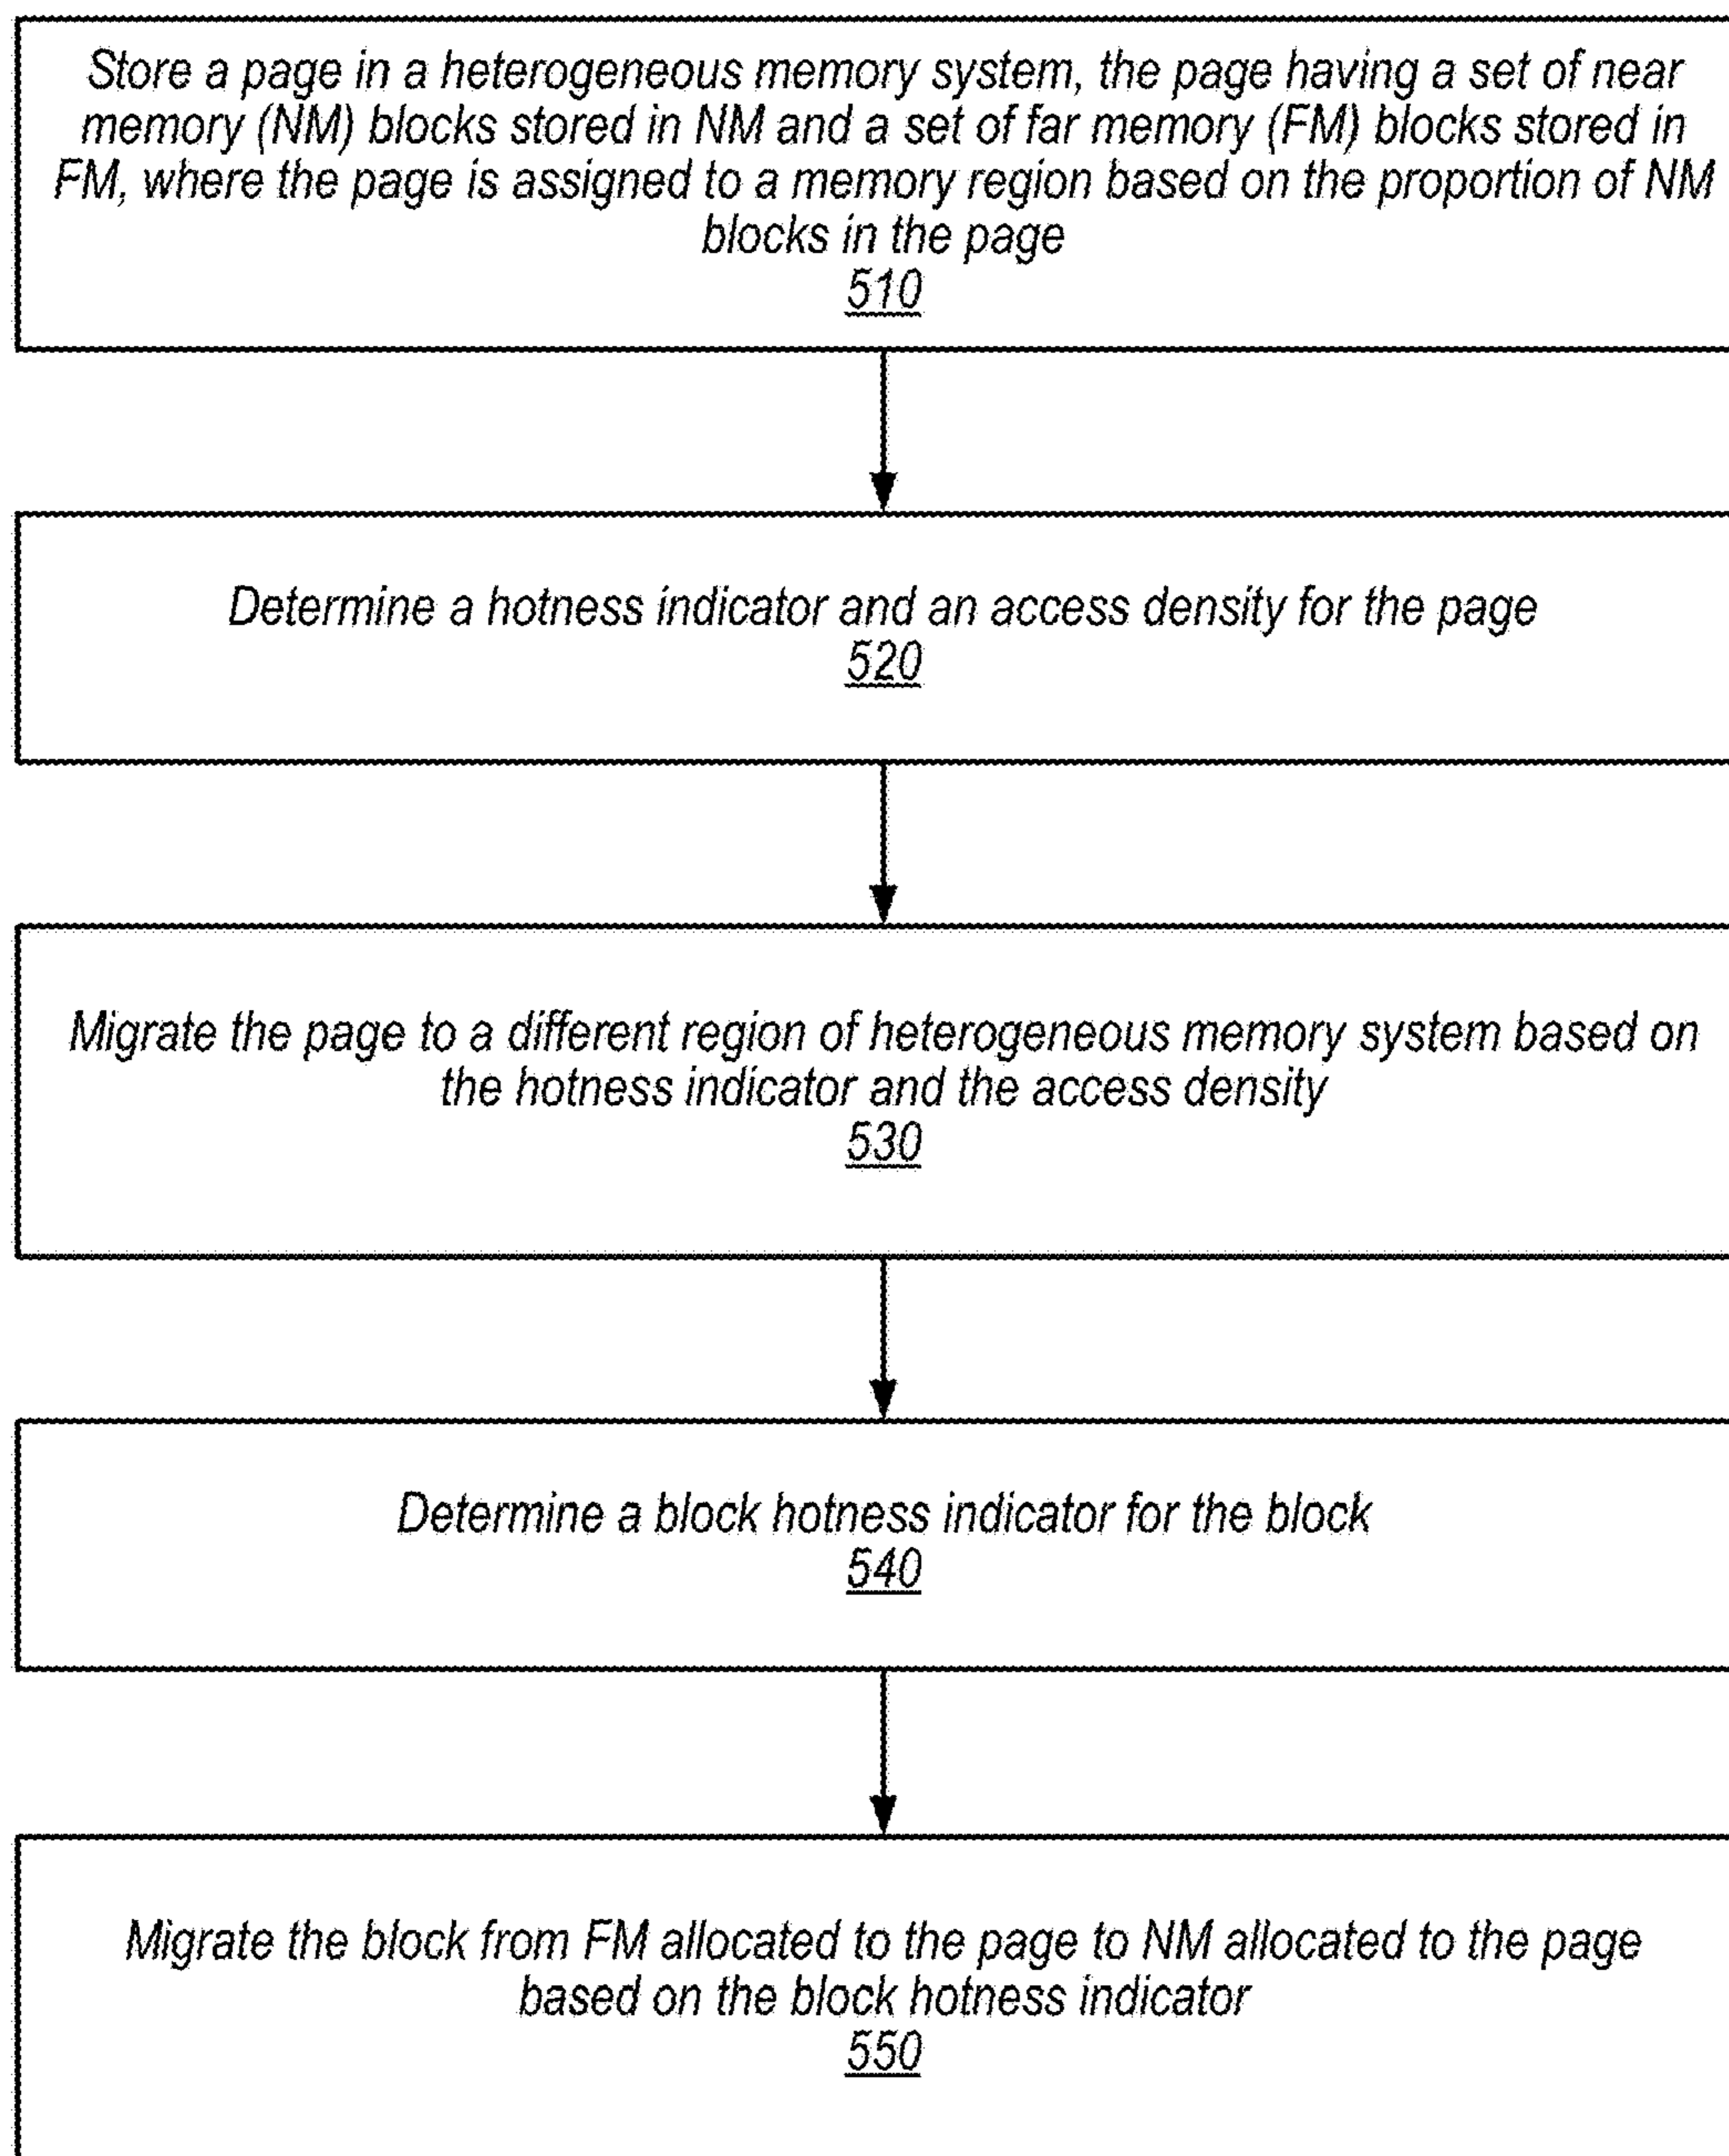 Store a page in a heterogeneous memory system, the page having a set of near
memory (NM) blocks stored in NM and a set of far memory (FM) blocks stored in
FM, where the page is assigned to a memory region based on the proportion of NM
blocks in the page
510
Determine a hotness indicator and an access density for the page
520
Migrate the page to a different region of heterogeneous memory system based on
the hotness indicator and the access density
530
Determine a block hotness indicator for the block
540
Migrate the block from FM allocated to the page to NM allocated to the page
based on the block hotness indicator
550